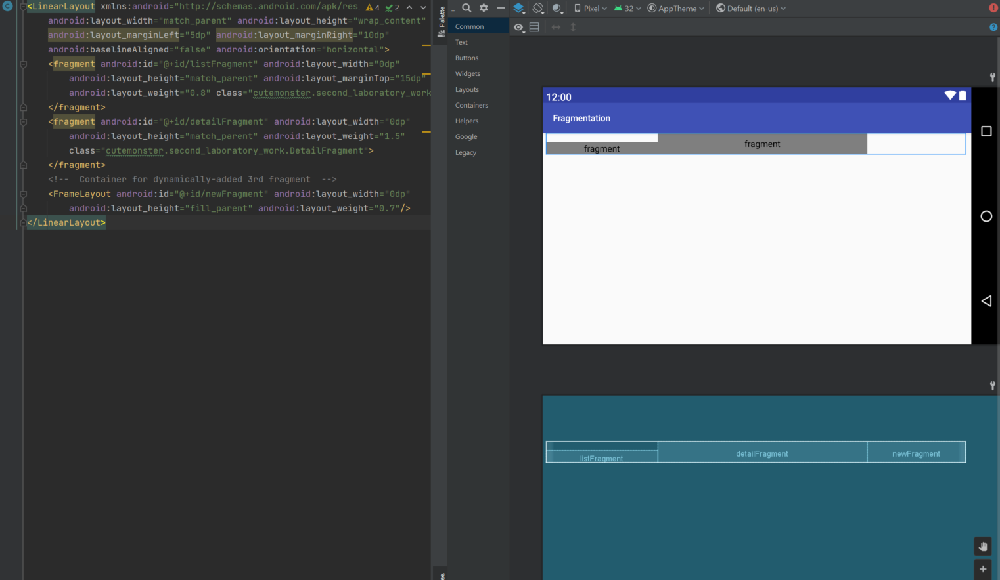 <LinearLayout xmlns:android="http://schemas.android.com/apk/res, 4 2
android:layout_width="match_parent" android:layout_height="wrap_content"
android:layout_marginLeft="5dp" android:layout_marginRight="10dp"
android:baselineAligned="false" android:orientation="horizontal">
<fragment android:id="@+id/listFragment" android:layout_width="0dp"
android:layout_height="match_parent" android:layout_marginTop="15dp"
android:layout_weight="0.8" class="cutemonster.second_laboratory_work
</fragment>
<fragment android:id="@+id/detailFragment" android:layout_width="0dp"
android:layout_height="match_parent" android:layout_weight="1.5"
class="cutemonster.second_laboratory_work.DetailFragment">
</fragment>
<!-- Container for dynamically-added 3rd fragment -->
<FrameLayout android:id="@+id/newFragment" android:layout_width="0dp"
android:layout_height="fill_parent" android:layout_weight="0.7"/>
</LinearLayout>
Palette
Common
Text
Buttons
Widgets
Layouts
Containers
Helpers
Google
Legacy
Pixel 32 AppTheme Default (en-us)
12:00
Fragmentation
fragment
fragment
listFragment
detailFragment
newFragment